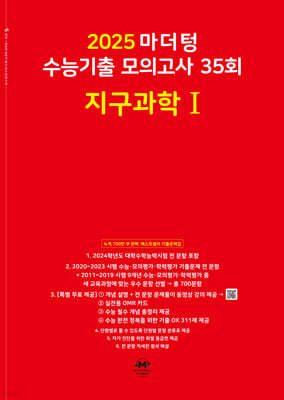 2025 마더텅
수능기출 모의고사 35회
지구과학 I
누적 700만 부 판매 베스트셀러 기출문제집
1. 2024학년도 대학수학능력시험 전 문항 포함
2. 2020~2023 시행 수능·모의평가·학력평가 기출문제 전 문항
+ 2011~2019 시행 9개년 수능·모의평가·학력평가 중
새 교육과정에 맞는 우수 문항 선별 → 총 700문항
3. [특별 무료 제공] ① 개념 설명 + 전 문항 문제풀이 동영상 강의 제공 →
② 실전용 OMR 카드
③ 수능 필수 개념 총정리 제공
④ 수능 완전 정복을 위한 기출 OX 311제 제공
4. 단원별로 풀 수 있도록 단원별 문항 분류표 제공
5. 자가 진단을 위한 회별 등급컷 제공
6. 전 문항 자세한 첨삭 해설